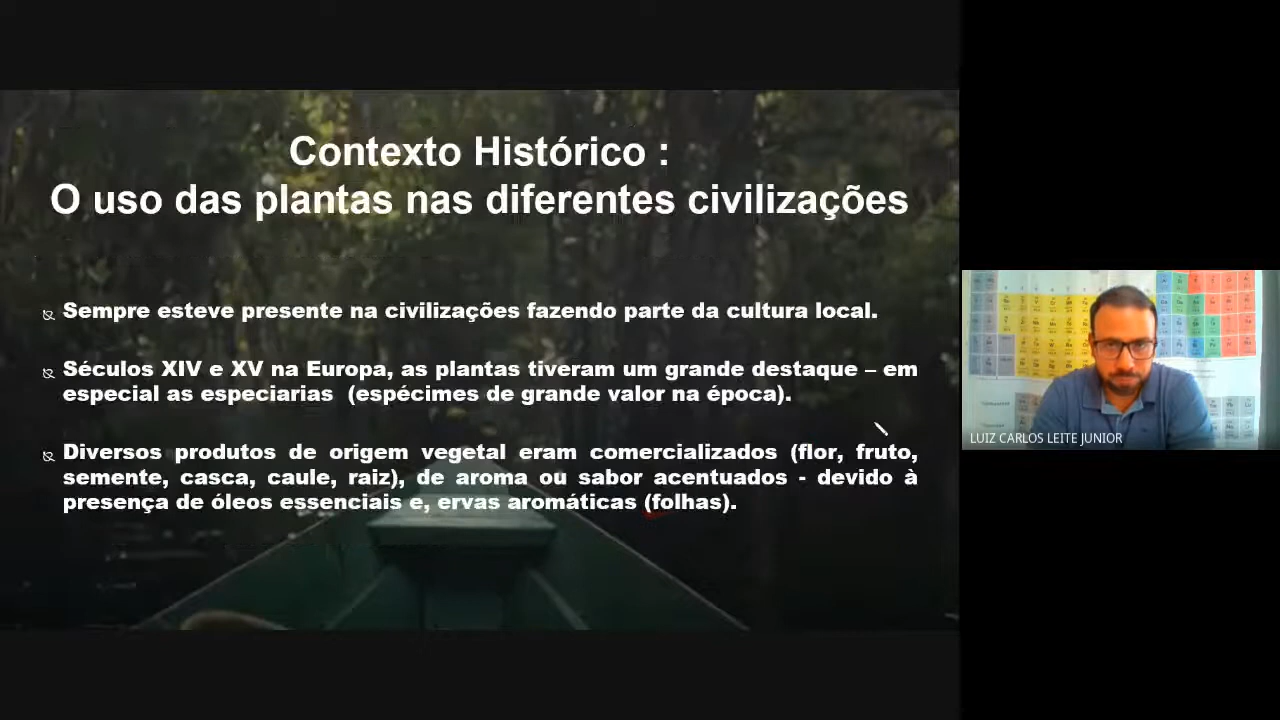 Contexto Histórico :
O uso das plantas nas diferentes civilizações
Sempre esteve presente na civilizações fazendo parte da cultura local.
Séculos XIV e XV na Europa, as plantas tiveram um grande destaque – em
especial as especiarias (espécimes de grande valor na época).
Diversos produtos de origem vegetal eram comercializados (flor, fruto,
semente, casca, caule, raiz), de aroma ou sabor acentuados - devido à
presença de óleos essenciais e, ervas aromáticas (folhas).
LUIZ CARLOS LEITE JUNIOR